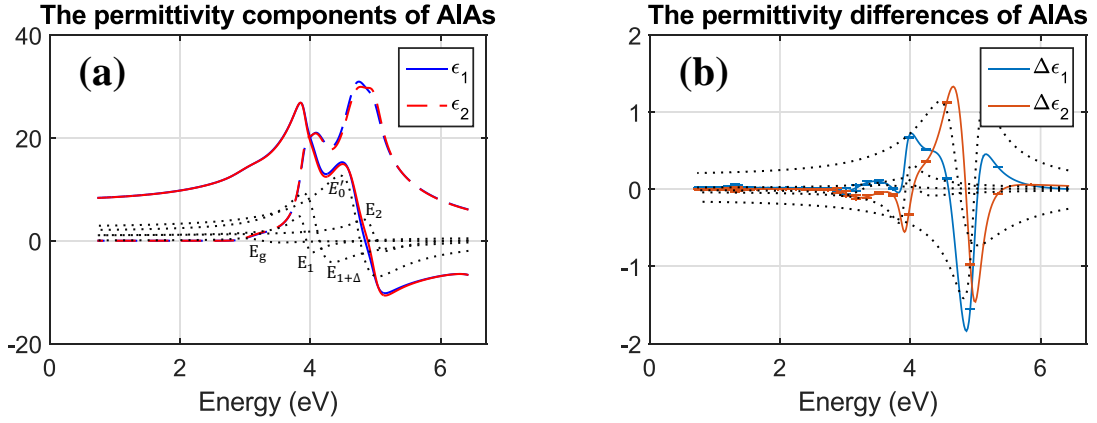 The permittivity components of AlAs
(a)
ϵ1
ϵ2
40
20
0
-20
E′0
E2
Eg
E1
E1+Δ
0 2 4 6
Energy (eV)
The permittivity differences of AlAs
(b)
Δϵ1
Δϵ2
2
1
0
-1
-2
0 2 4 6
Energy (eV)